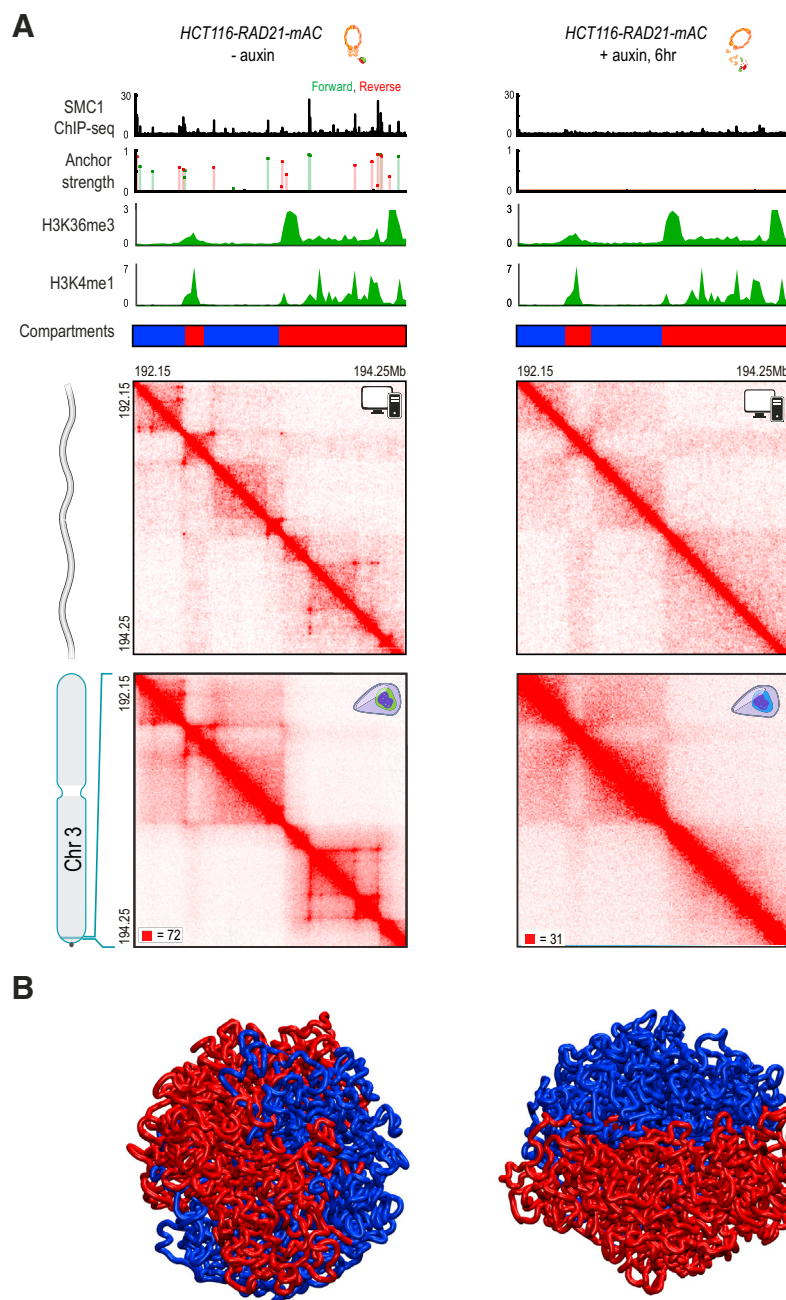 A
HCT116-RAD21-mAC
- auxin
HCT116-RAD21-mAC
+ auxin, 6hr
Forward, Reverse
SMC1
ChIP-seq
30
0
30
0
Anchor
strength
1
0
1
0
H3K36me3
3
0
3
0
H3K4me1
7
0
7
0
Compartments
192.15
194.25Mb
192.15
194.25Mb
192.15
194.25
192.15
194.25
Chr 3
= 72
= 31
B